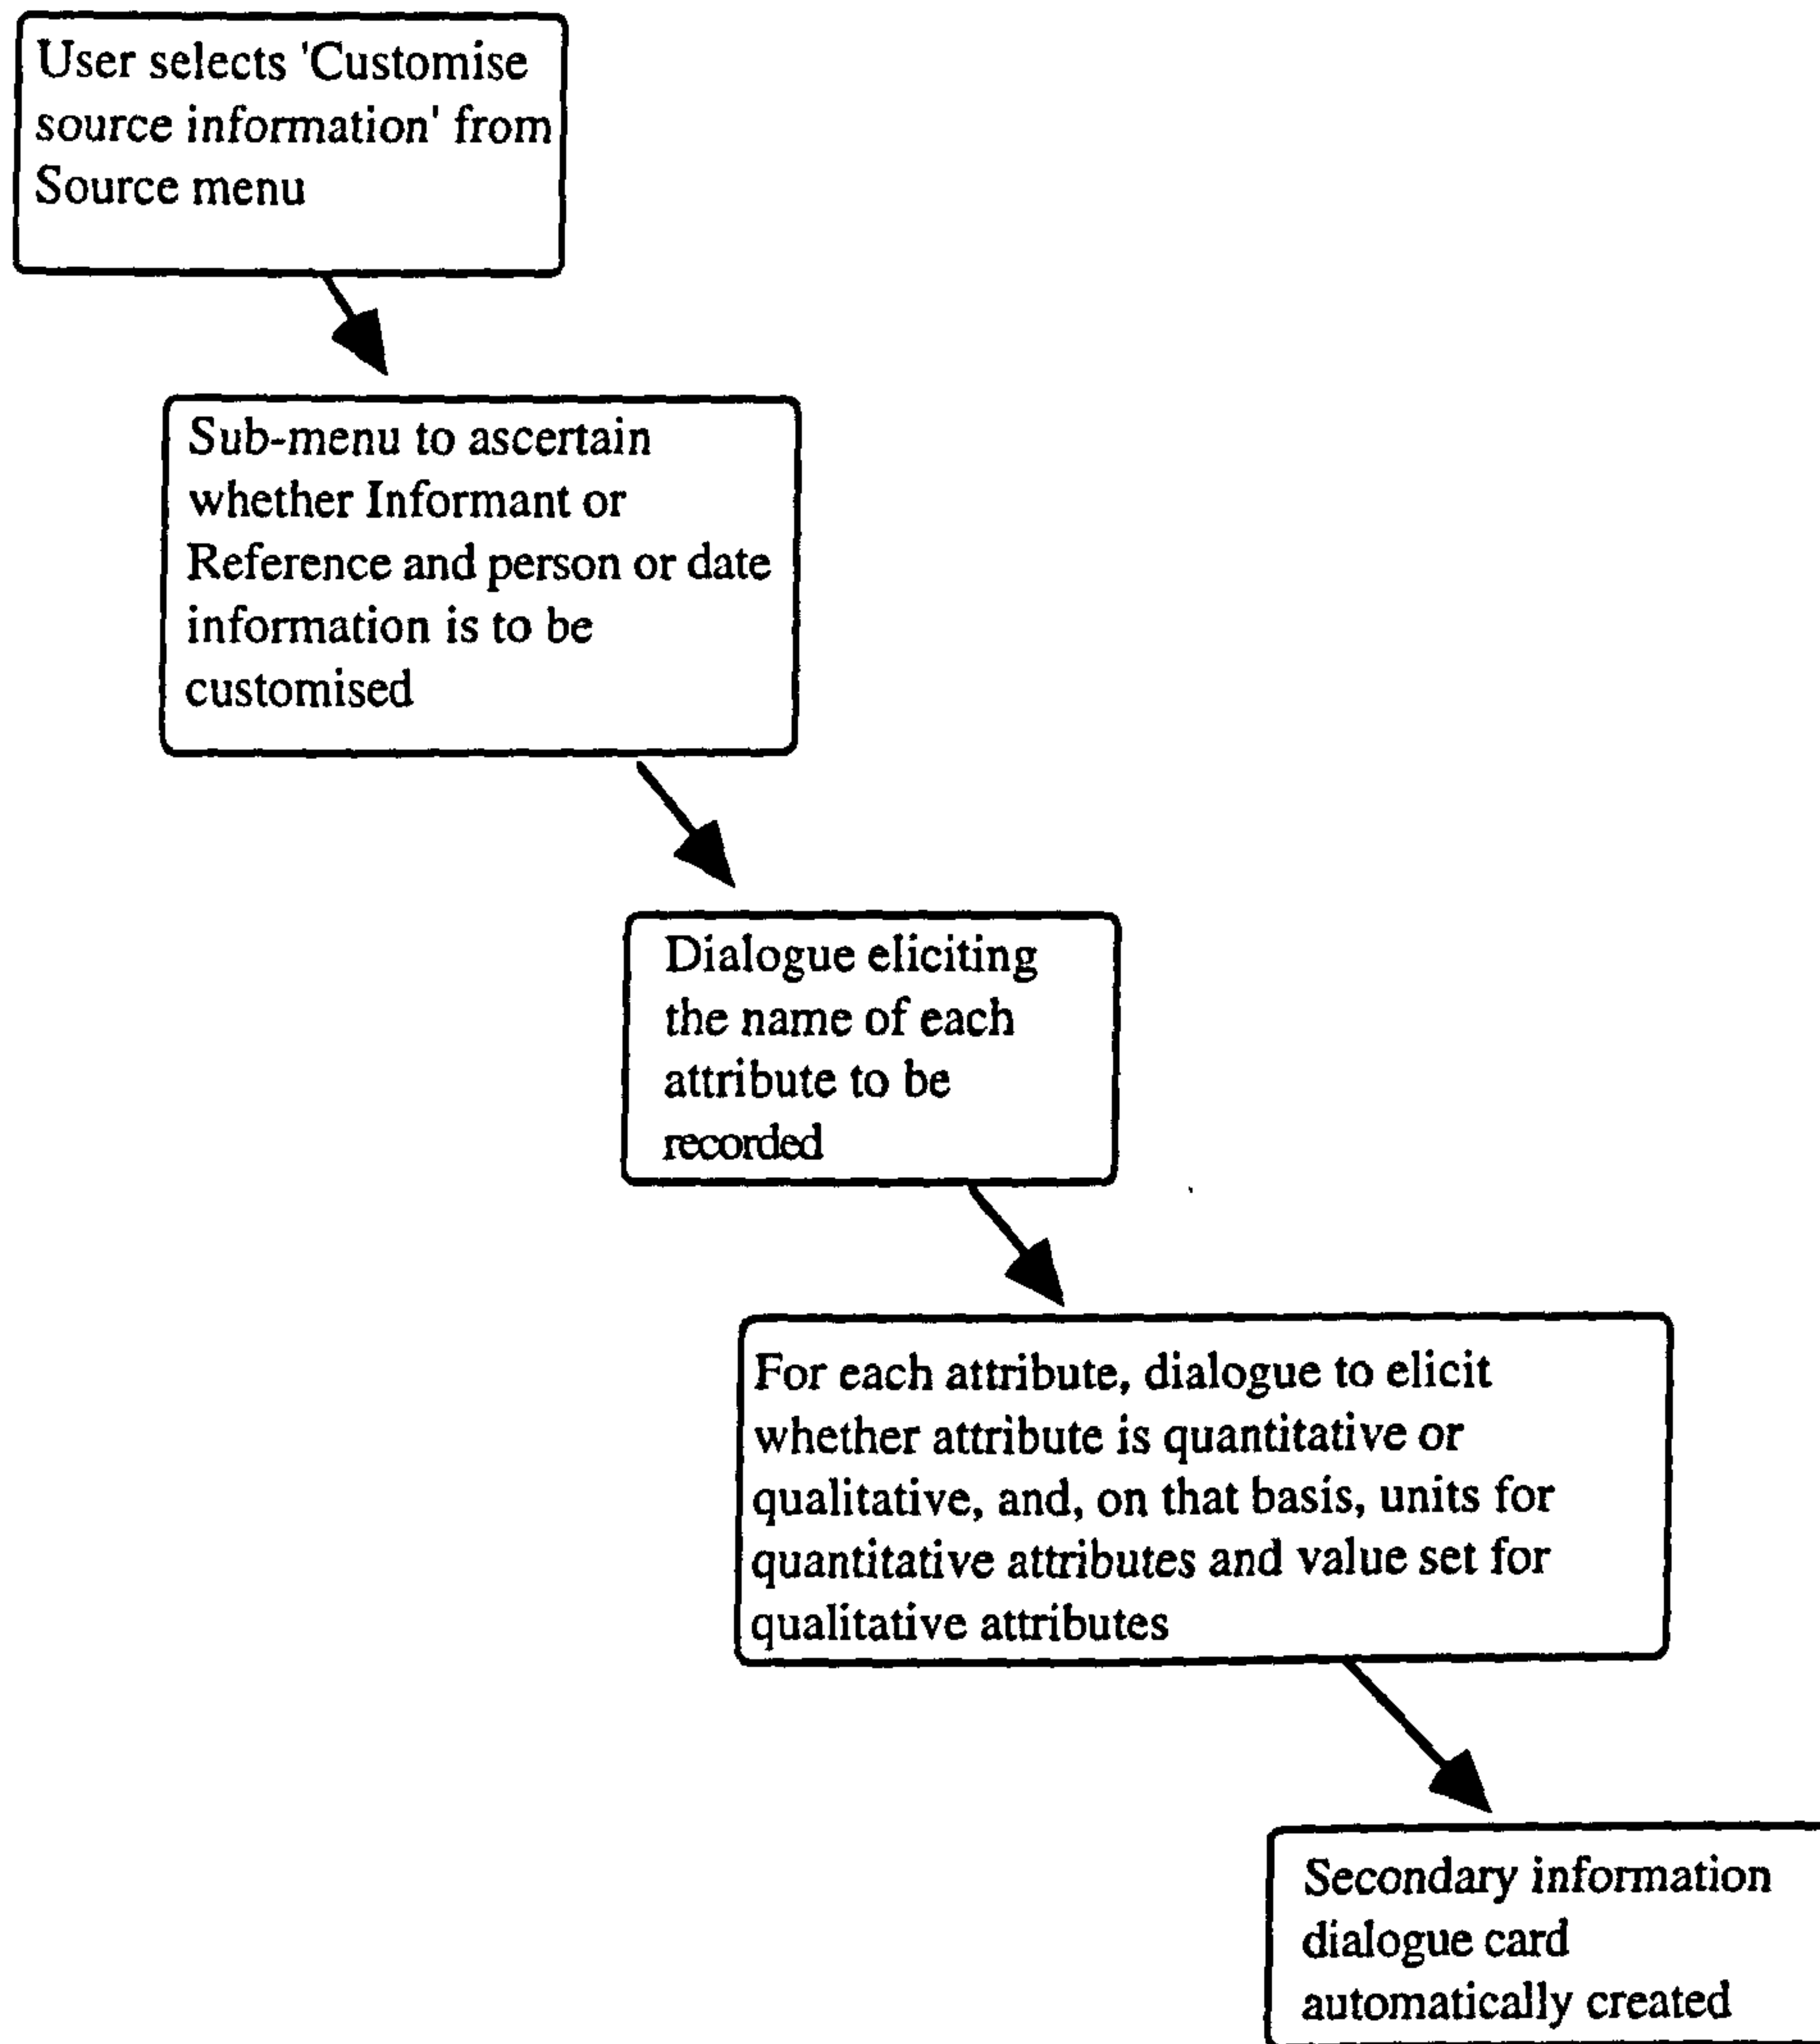 User selects 'Customise
source information' from
Source menu
Sub-menu to ascertain
whether Informant or
Reference and person or date
information is to be
customised
Dialogue eliciting
the name of each
attribute to be
recorded
For each attribute, dialogue to elicit
whether attribute is quantitative or
qualitative, and, on that basis, units for
quantitative attributes and value set for
qualitative attributes
Secondary information
dialogue card
automatically created